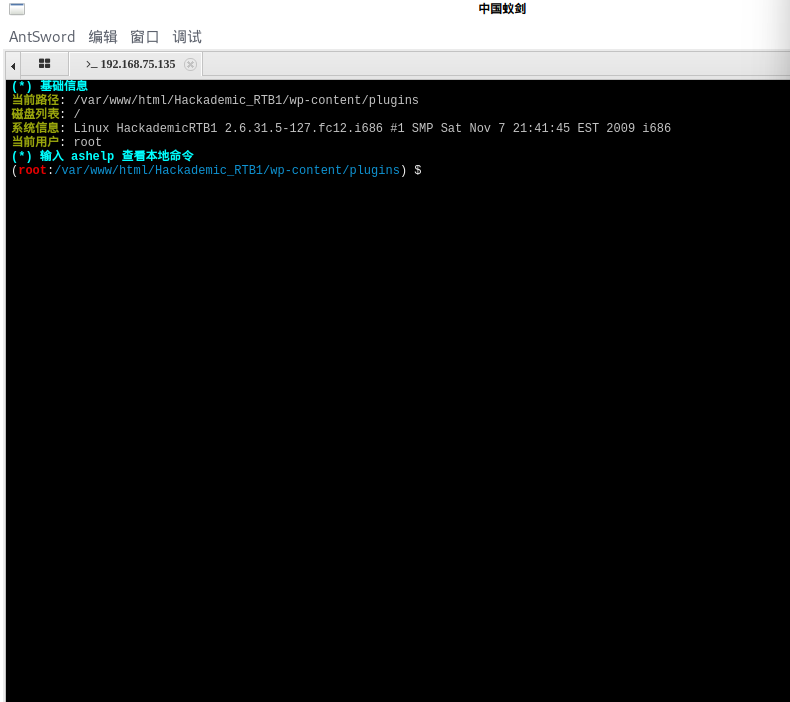 中国蚁剑
AntSword 编辑 窗口 调试
>_ 192.168.75.135
(*) 基础信息
当前路径: /var/www/html/Hackademic_RTB1/wp-content/plugins
磁盘列表: /
系统信息: Linux HackademicRTB1 2.6.31.5-127.fc12.i686 #1 SMP Sat Nov 7 21:41:45 EST 2009 i686
当前用户: root
(*) 输入 ashelp 查看本地命令
(root:/var/www/html/Hackademic_RTB1/wp-content/plugins) $